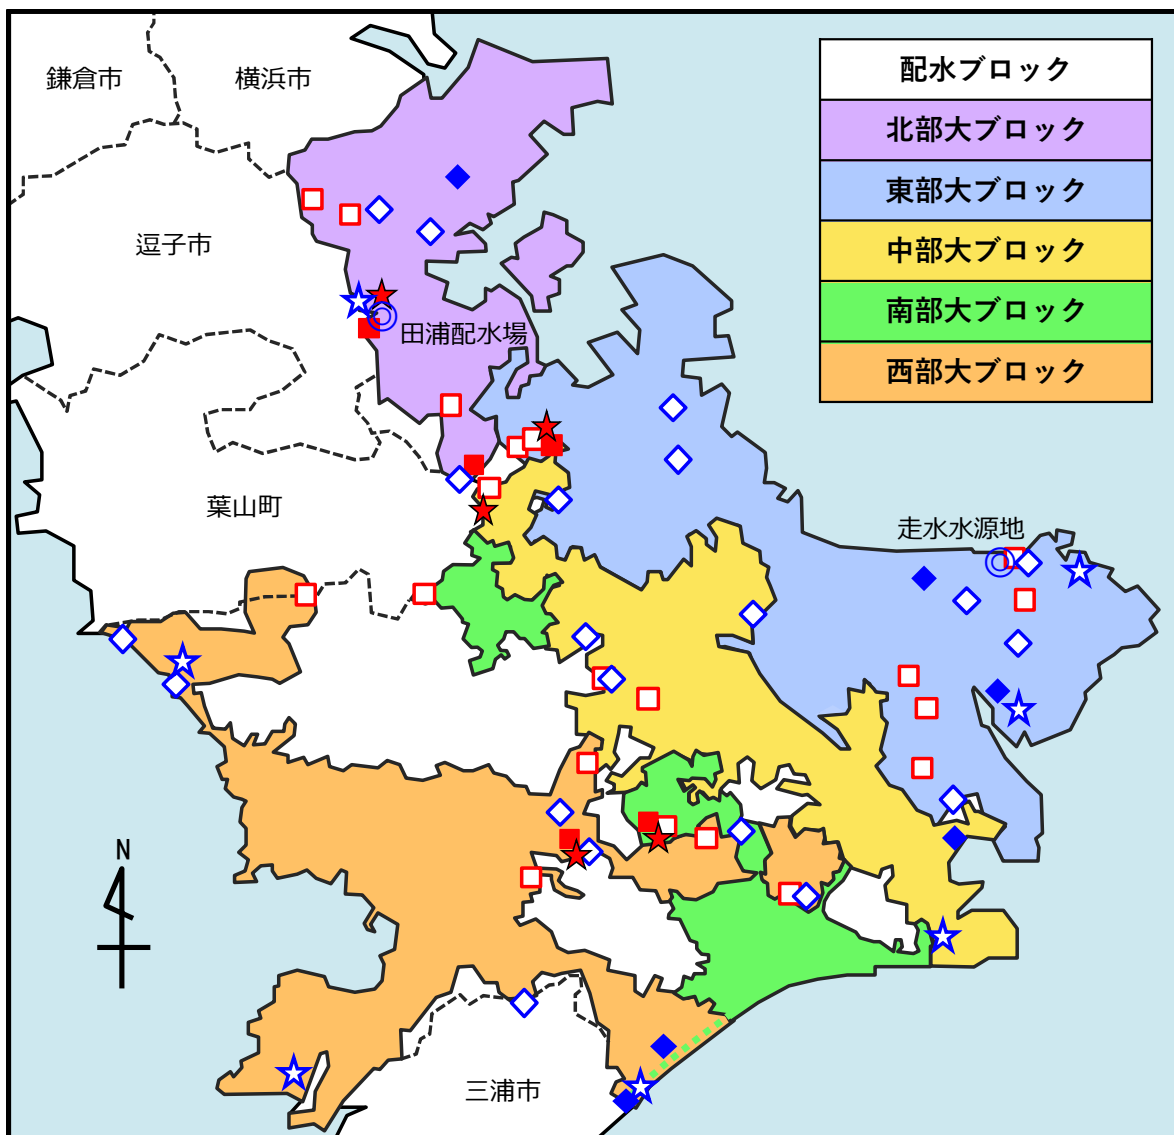 鎌倉市
横浜市
逗子市
田浦配水場
葉山町
走水水源地
三浦市
N
配水ブロック
北部大ブロック
東部大ブロック
中部大ブロック
南部大ブロック
西部大ブロック